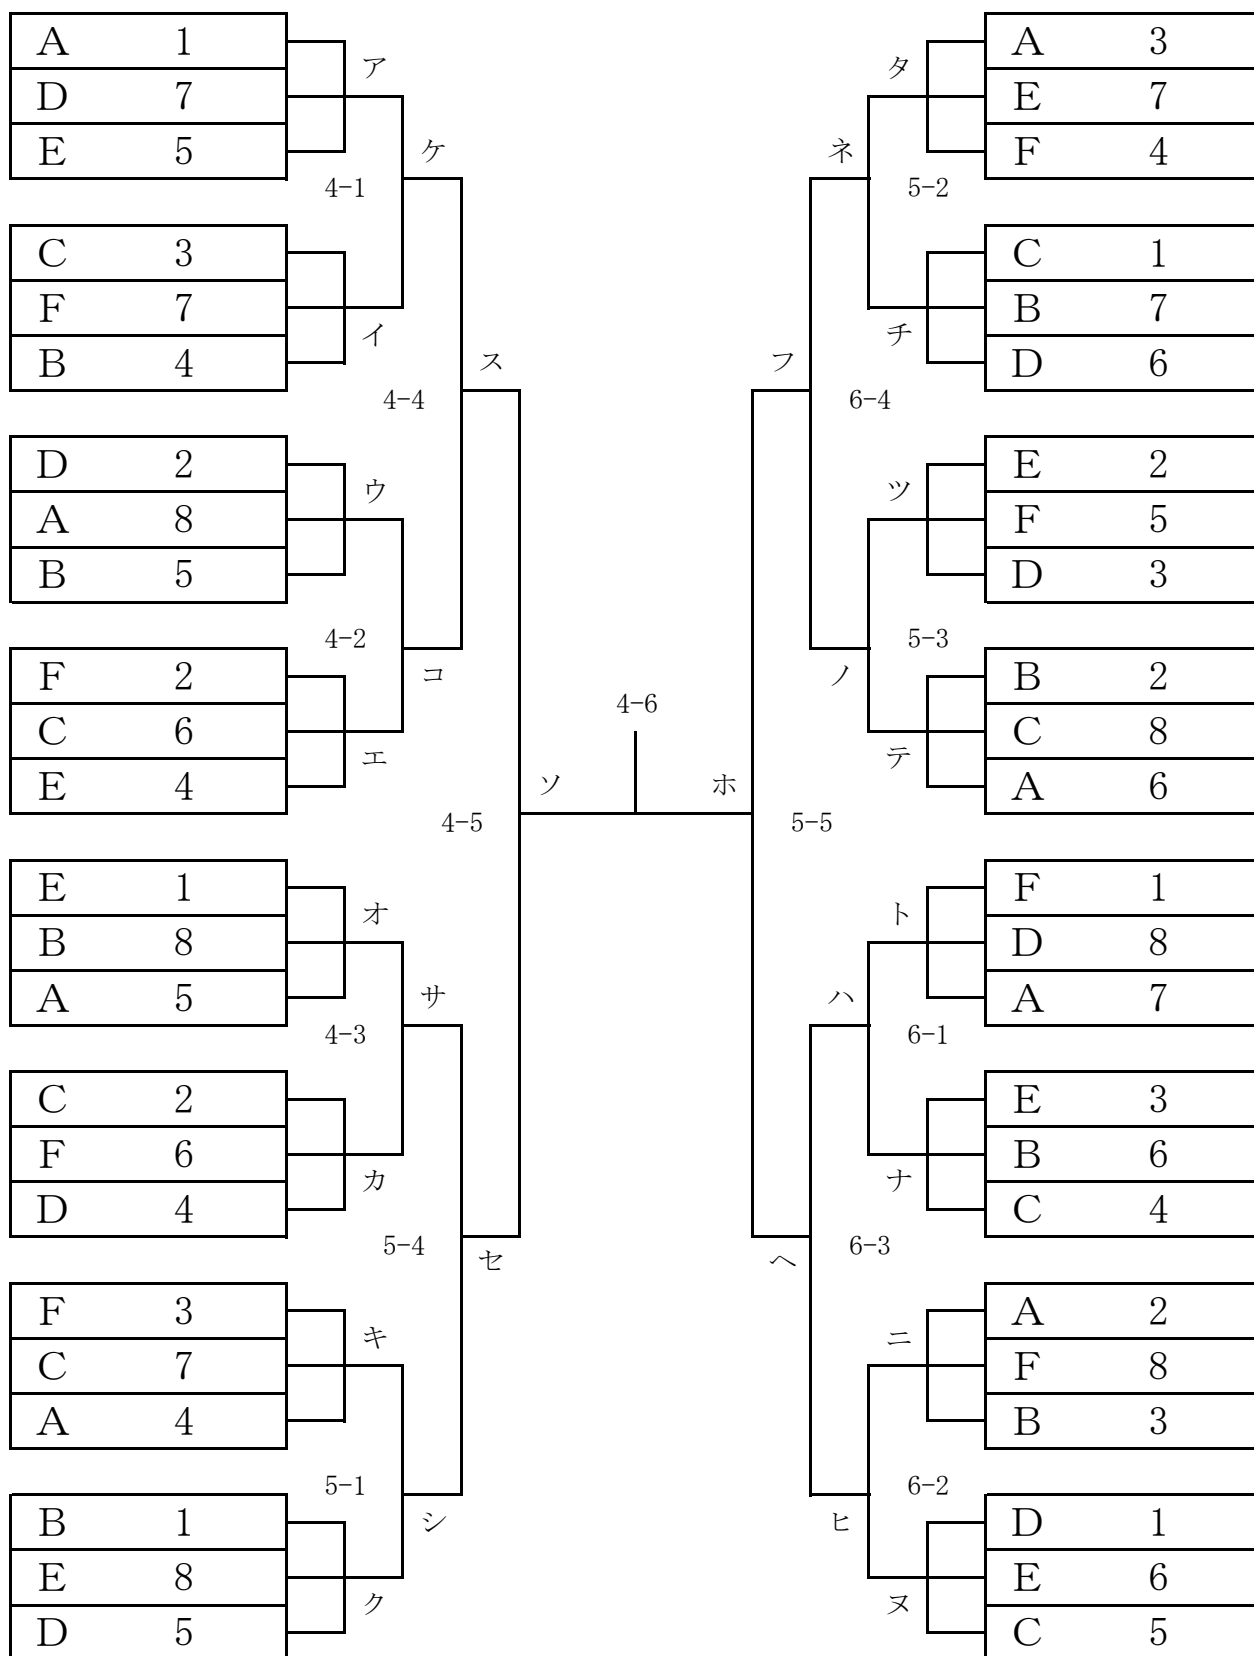 A 1 A 3
ア タ
D 7 E 7
E 5 ケ ネ F 4
4-1 5-2
C 3 C 1
F 7 B 7
イ チ
B 4 ス フ D 6
4-4 6-4
D 2 E 2
ウ ツ
A 8 F 5
B 5 D 3
4-2 5-3
F 2 コ ノ B 2
4-6
C 6 C 8
エ テ
E 4 ソ ホ A 6
4-5 5-5
E 1 F 1
オ ト
B 8 D 8
A 5 サ ハ A 7
4-3 6-1
C 2 E 3
F 6 B 6
カ ナ
D 4 C 4
5-4 6-3
セ ヘ
F 3 A 2
キ ニ
C 7 F 8
A 4 B 3
5-1 6-2
B 1 シ ヒ D 1
E 8 E 6
ク ヌ
D 5 C 5